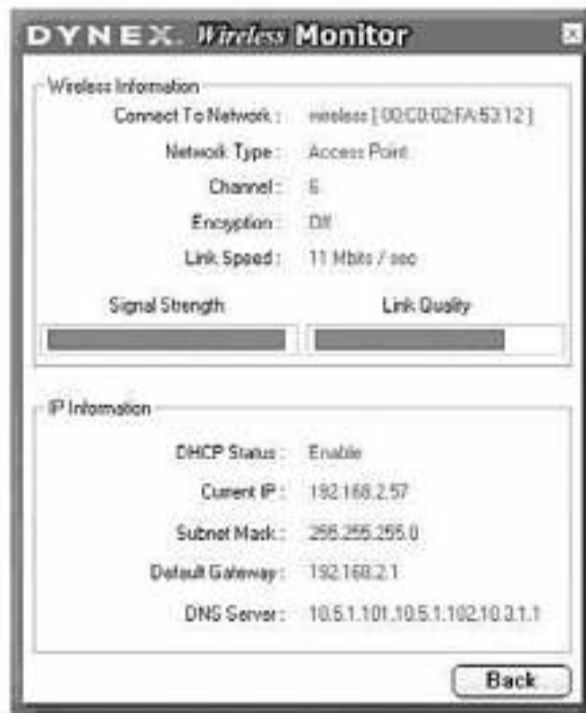 DYNEX. Wireless Monitor
Wireless Information
Connect To Network : wireless [ 00:C0:02:FA:53:12 ]
Network Type : Access Point
Channel : 6
Encryption : Off
Link Speed : 11 Mbits / sec
Signal Strength Link Quality
IP Information
DHCP Status : Enable
Current IP : 192.168.2.57
Subnet Mask : 255.255.255.0
Default Gateway : 192.168.2.1
DNS Server : 10.5.1.101,10.5.1.102,10.3.1.1
Back